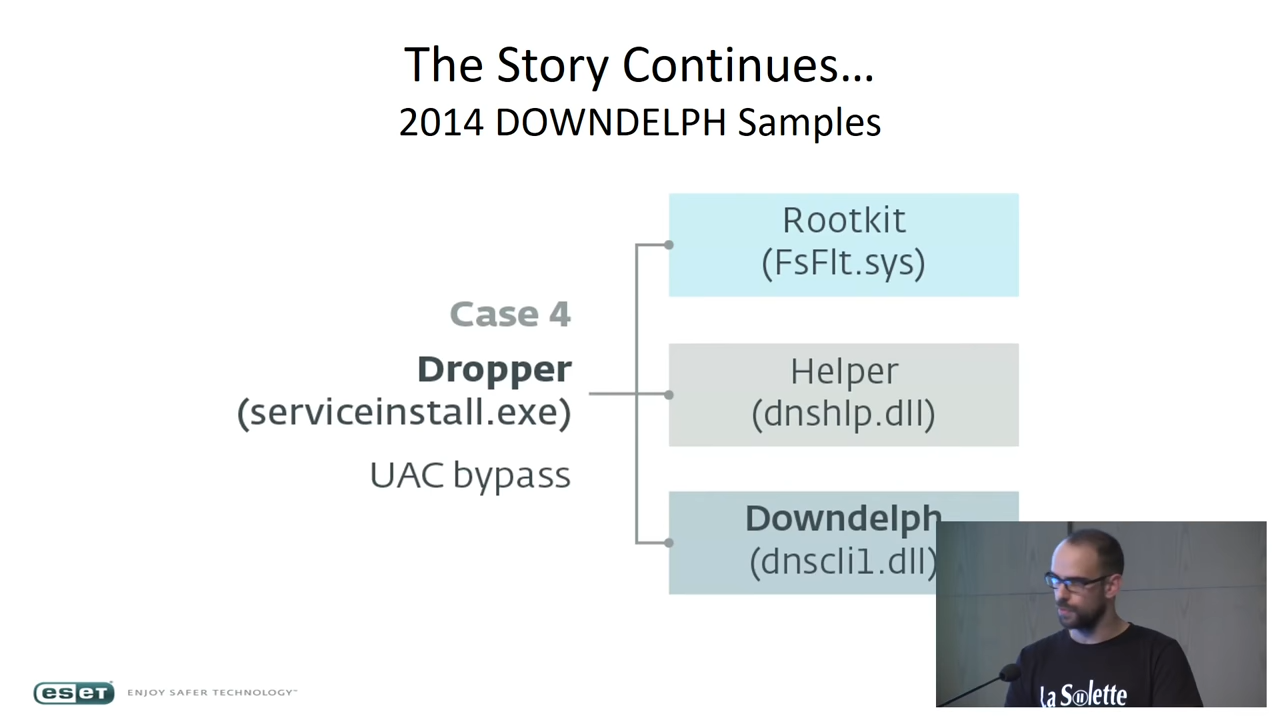 The Story Continues...
2014 DOWNDELPH Samples
Case 4
Dropper
(serviceinstall.exe)
UAC bypass
Rootkit
(FsFlt.sys)
Helper
(dnshlp.dll)
Downdelph
(dnscli1.dll)
eset ENJOY SAFER TECHNOLOGY™
La Salette